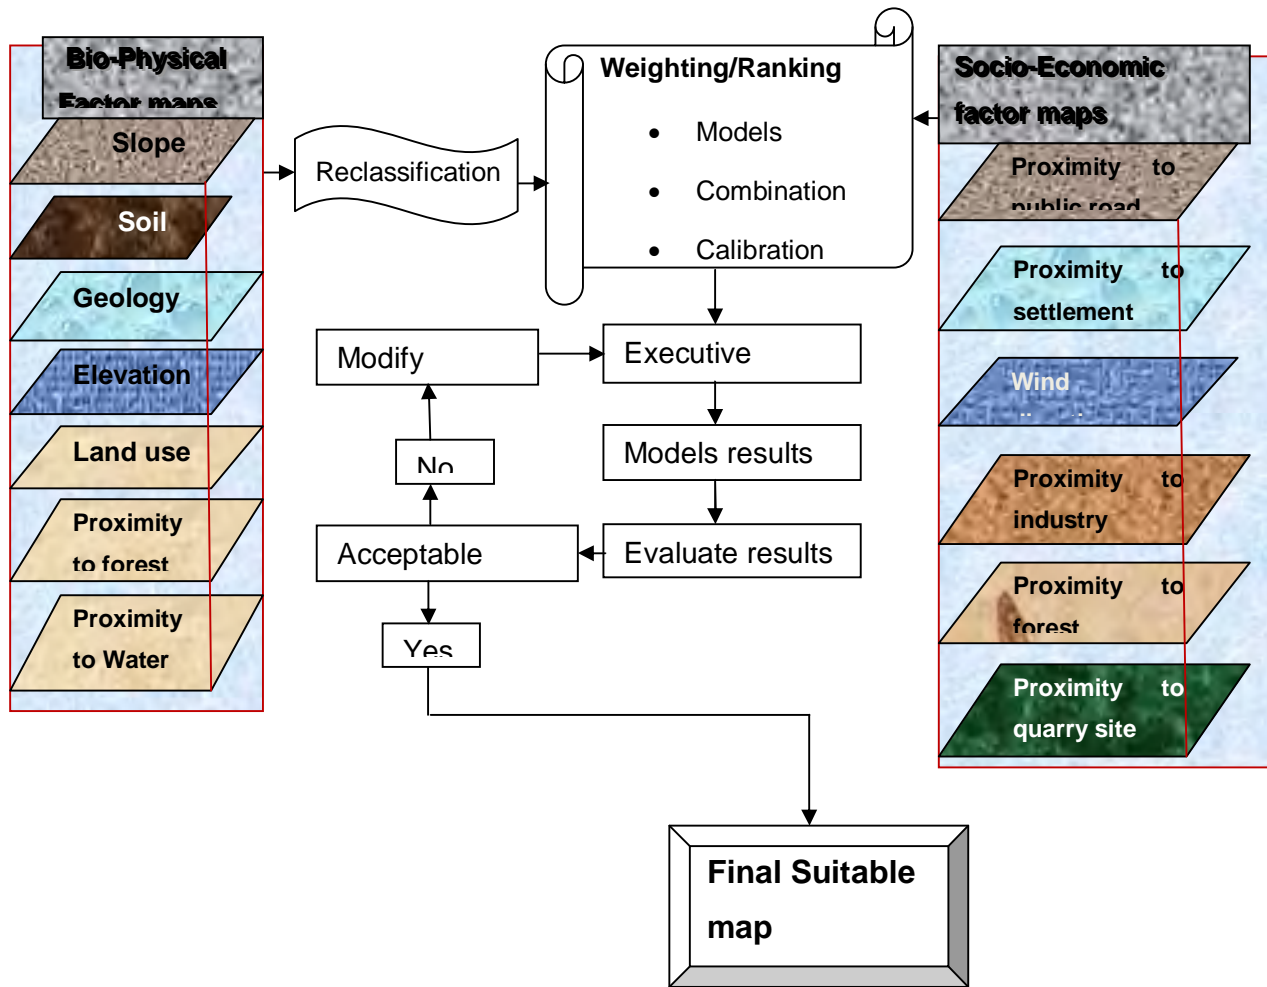 Bio-Physical
Factor maps
Slope
Soil
Geology
Elevation
Land use
Proximity
to forest
Proximity
to Water
Reclassification
Weighting/Ranking
• Models
• Combination
• Calibration
Executive
Models results
Evaluate results
Acceptable
No
Modify
Yes
Final Suitable
map
Socio-Economic
factor maps
Proximity to
public road
Proximity to
settlement
Wind
Proximity to
industry
Proximity to
forest
Proximity to
quarry site